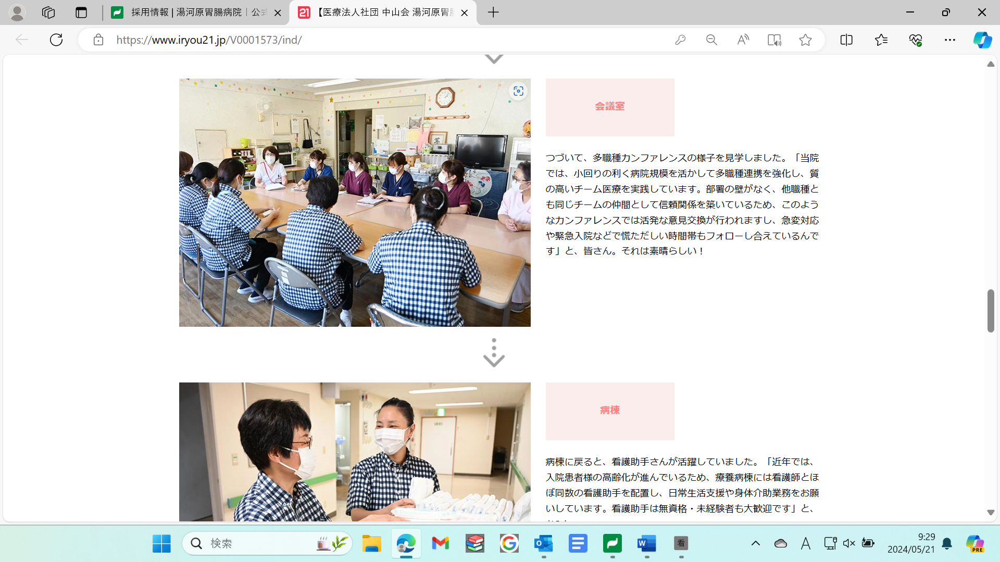 採用情報 | 湯河原胃腸病院｜公式
【医療法人社団 中山会 湯河原胃腸
https://www.iryou21.jp/V0001573/ind/
会議室
つづいて、多職種カンファレンスの様子を見学しました。「当院
では、小回りの利く病院規模を活かして多職種連携を強化し、質
の高いチーム医療を実践しています。部署の壁がなく、他職種と
も同じチームの仲間として信頼関係を築いているため、このよう
なカンファレンスでは活発な意見交換が行われますし、急変対応
や緊急入院などで慌ただしい時間帯もフォローし合えているんで
す」と、皆さん。それは素晴らしい！
病棟
病棟に戻ると、看護助手さんが活躍していました。「近年では、
入院患者様の高齢化が進んでいるため、療養病棟には看護師とほ
ぼ同数の看護助手を配置し、日常生活支援や身体介助業務をお願
いしています。看護助手は無資格・未経験者も大歓迎です」と、
検索
看
A
9:29
2024/05/21
PRE